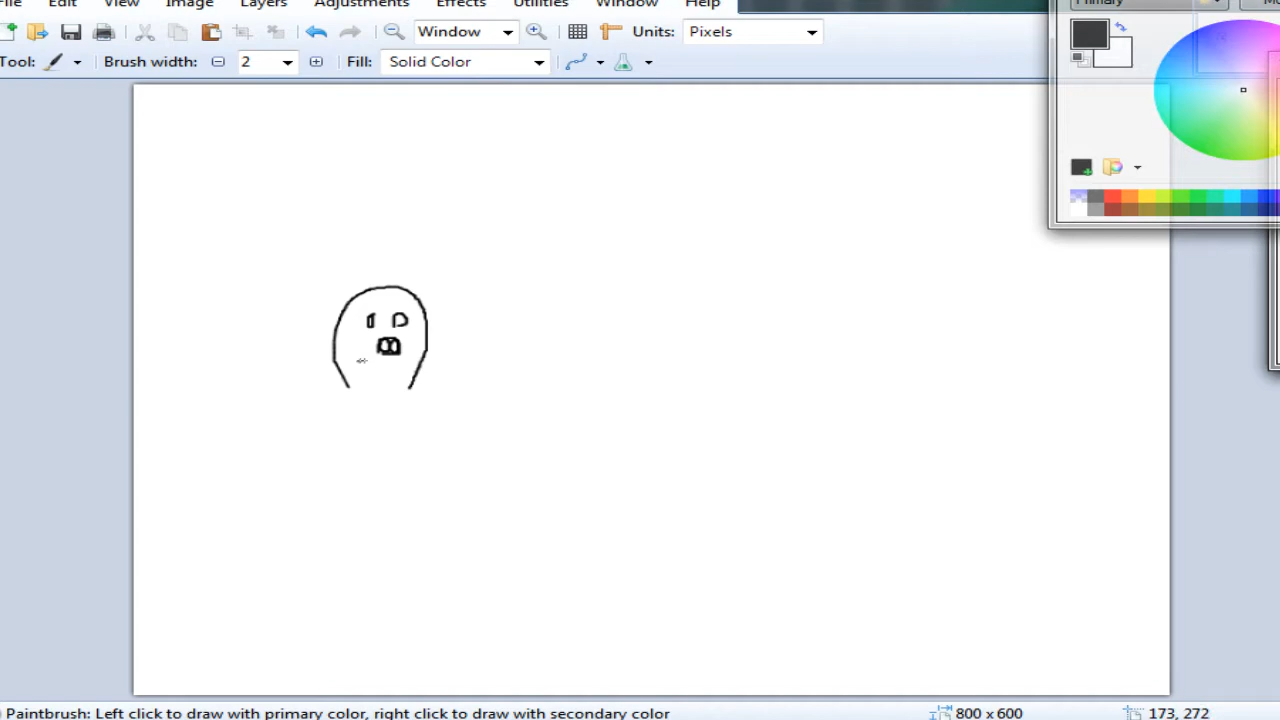 File Edit View Image Layers Adjustments Effects Utilities Window Help
Primary
Window Units: Pixels
Tool: Brush width: 2 Fill: Solid Color
Paintbrush: Left click to draw with primary color, right click to draw with secondary color 800 x 600 173, 272